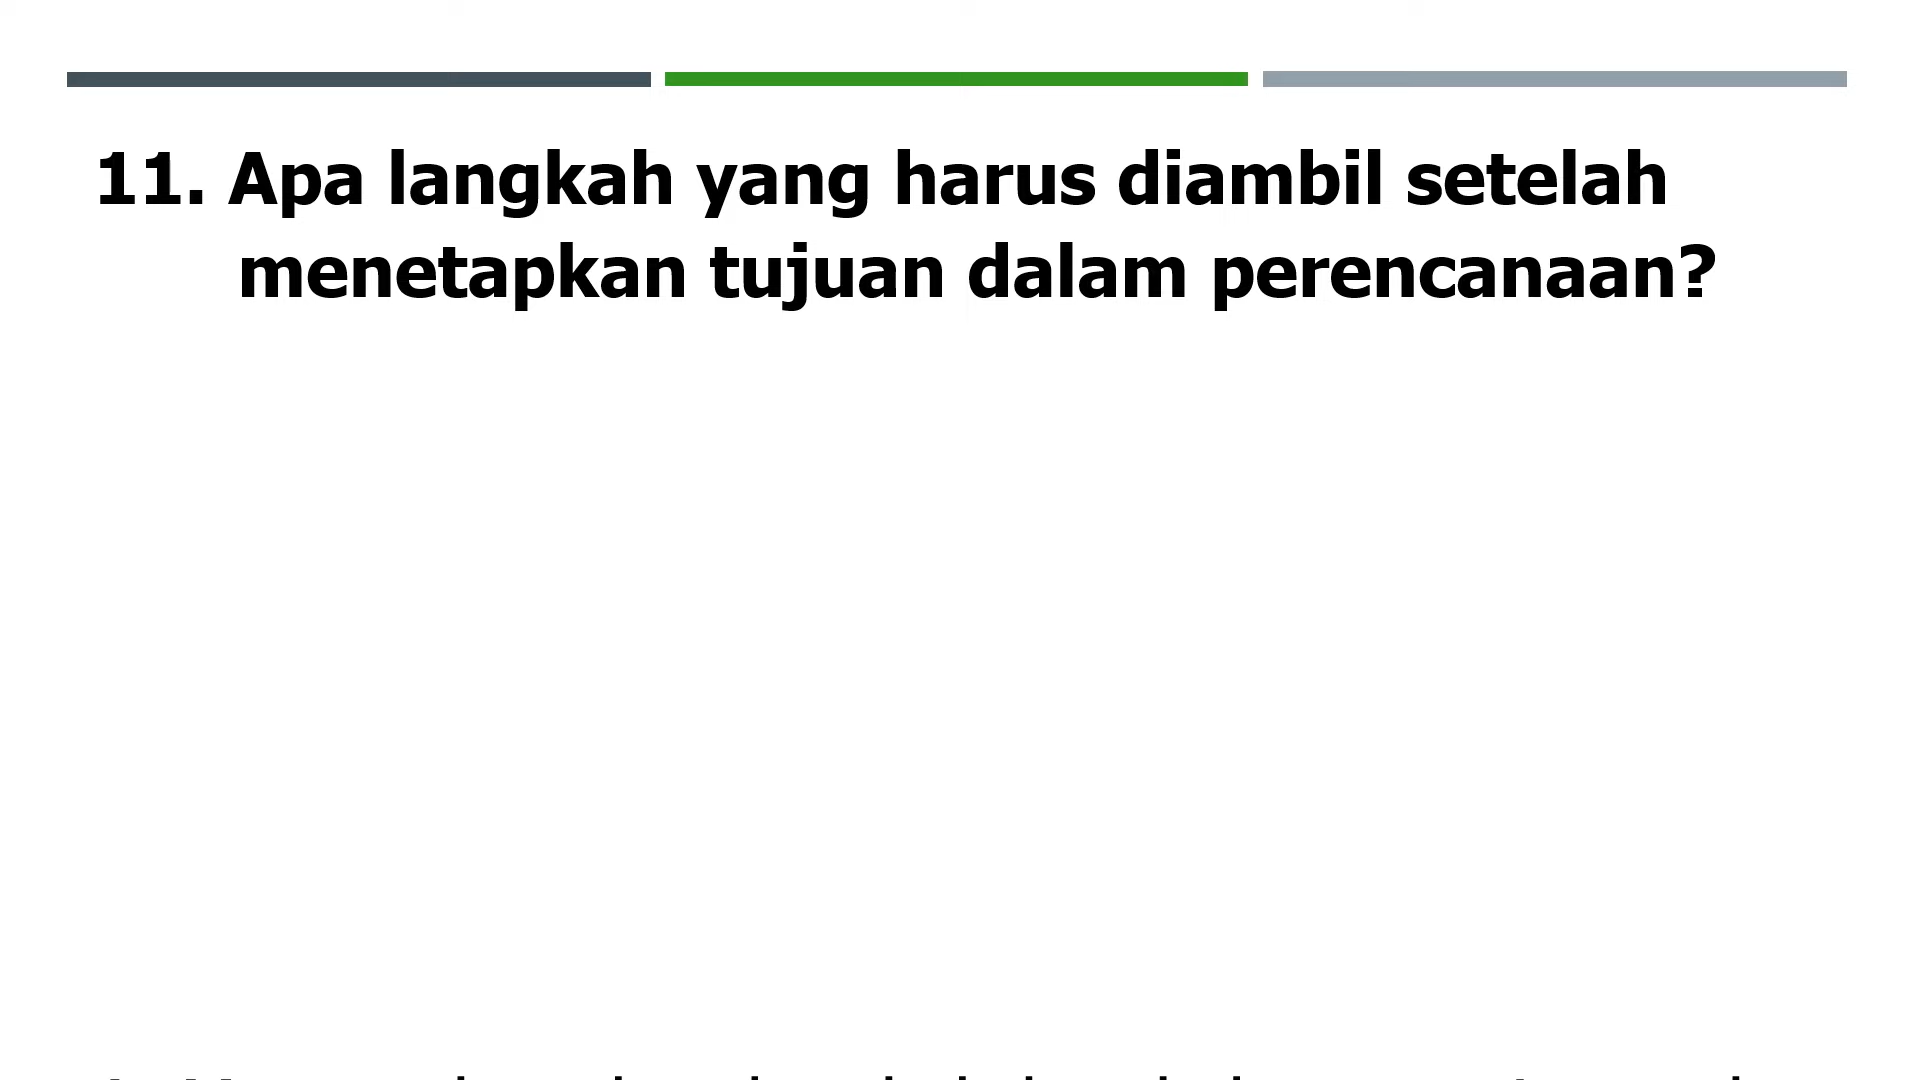 11. Apa langkah yang harus diambil setelah
menetapkan tujuan dalam perencanaan?